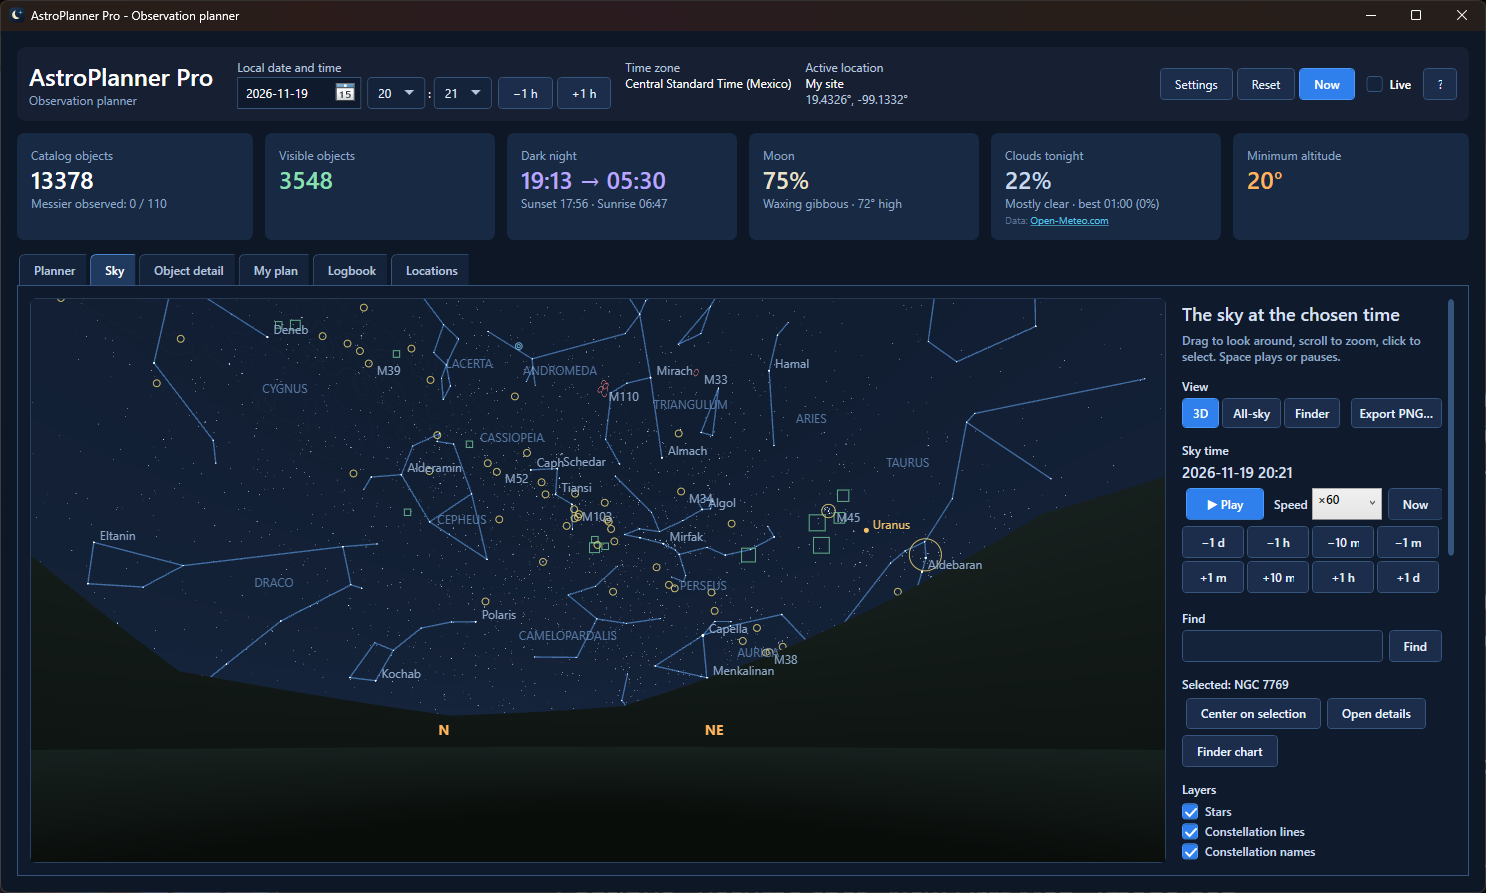 AstroPlanner Pro - Observation planner
AstroPlanner Pro
Observation planner
Local date and time
2026-11-19
15
20
:
21
−1 h
+1 h
Time zone
Central Standard Time (Mexico)
Active location
My site
19.4326°, -99.1332°
Settings
Reset
Now
Live
?
Catalog objects
13378
Messier observed: 0 / 110
Visible objects
3548
Dark night
19:13 → 05:30
Sunset 17:56 · Sunrise 06:47
Moon
75%
Waxing gibbous · 72° high
Clouds tonight
22%
Mostly clear · best 01:00 (0%)
Data: Open-Meteo.com
Minimum altitude
20°
Planner
Sky
Object detail
My plan
Logbook
Locations
Deneb
M39
LACERTA
ANDROMEDA
Mirach
M33
Hamal
CYGNUS
M110
TRIANGULUM
ARIES
CASSIOPEIA
Almach
Alderamin
Caph
Schedar
TAURUS
M52
Tiansi
M34
Algol
CEPHEUS
M103
M45
Uranus
Eltanin
Mirfak
Aldebaran
DRACO
PERSEUS
Polaris
CAMELOPARDALIS
Capella
AURIGA
M38
Kochab
Menkalinan
N
NE
The sky at the chosen time
Drag to look around, scroll to zoom, click to
select. Space plays or pauses.
View
3D
All-sky
Finder
Export PNG...
Sky time
2026-11-19 20:21
Play
Speed
×60
Now
−1 d
−1 h
−10 m
−1 m
+1 m
+10 m
+1 h
+1 d
Find
Find
Selected: NGC 7769
Center on selection
Open details
Finder chart
Layers
Stars
Constellation lines
Constellation names